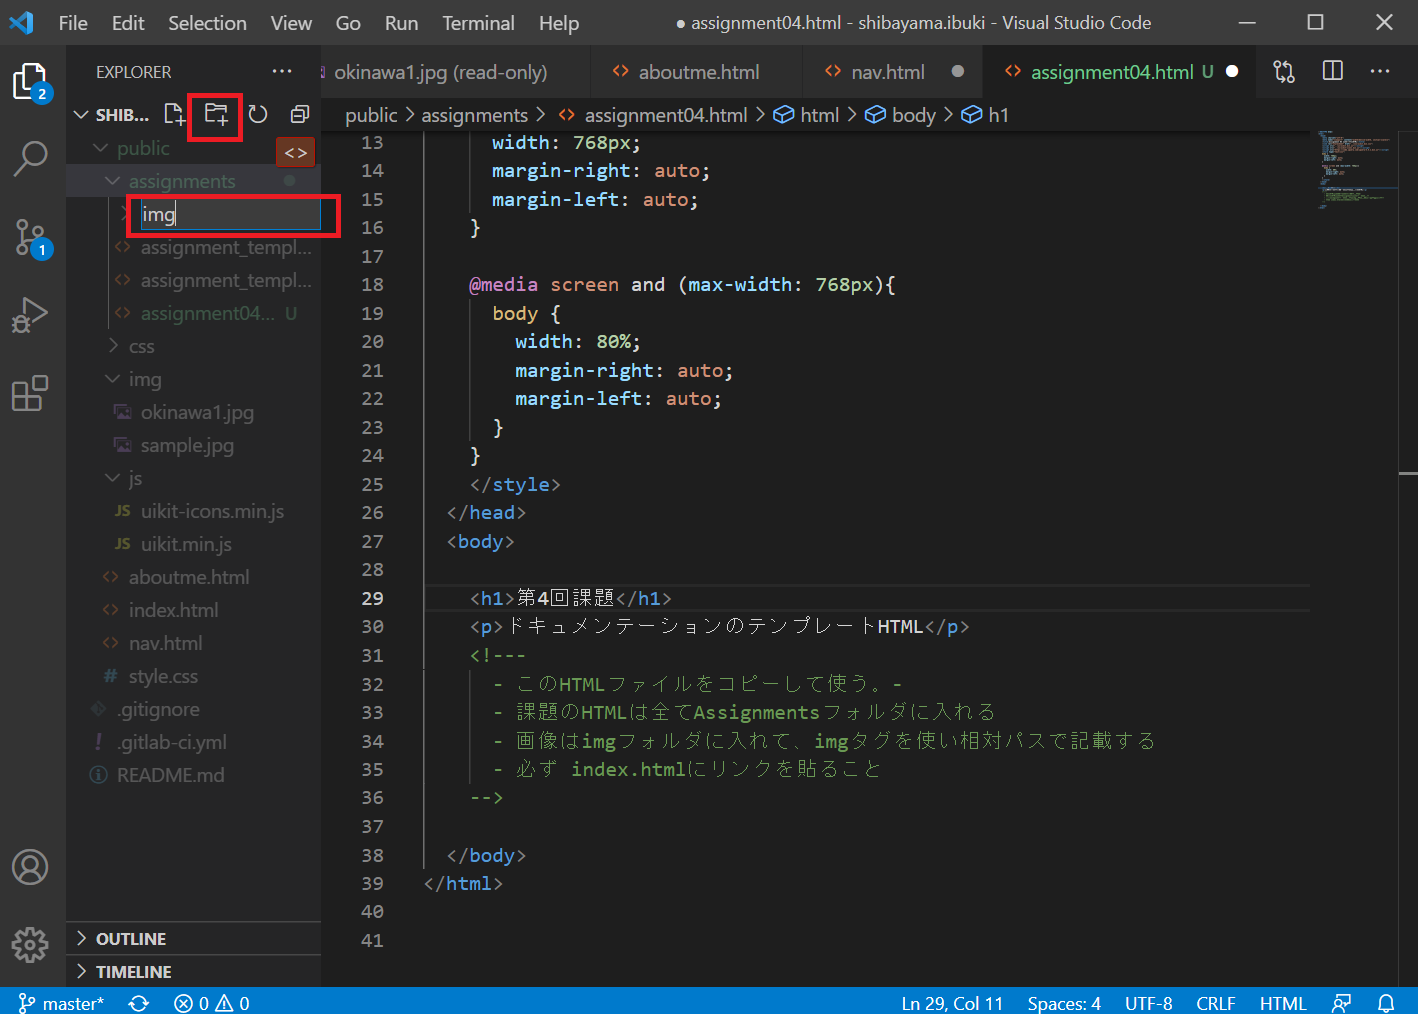 File Edit Selection View Go Run Terminal Help
● assignment04.html - shibayama.ibuki - Visual Studio Code
EXPLORER
okinawa1.jpg (read-only)
aboutme.html
nav.html
assignment04.html U
2
SHIB...
public > assignments > assignment04.html > html > body > h1
public
assignments
img
assignment_templ...
assignment_templ...
assignment04... U
css
img
okinawa1.jpg
sample.jpg
js
JS uikit-icons.min.js
JS uikit.min.js
aboutme.html
index.html
nav.html
# style.css
.gitignore
! .gitlab-ci.yml
README.md
1
OUTLINE
TIMELINE
13 width: 768px;
14 margin-right: auto;
15 margin-left: auto;
16 }
17
18 @media screen and (max-width: 768px){
19 body {
20 width: 80%;
21 margin-right: auto;
22 margin-left: auto;
23 }
24 }
25 </style>
26 </head>
27 <body>
28
29 <h1>第4回課題</h1>
30 <p>ドキュメンテーションのテンプレートHTML</p>
31 <!---
32 - このHTMLファイルをコピーして使う。-
33 - 課題のHTMLは全てAssignmentsフォルダに入れる
34 - 画像はimgフォルダに入れて、imgタグを使い相対パスで記載する
35 - 必ず index.htmlにリンクを貼ること
36 -->
37
38 </body>
39 </html>
40
41
master* 0 0
Ln 29, Col 11 Spaces: 4 UTF-8 CRLF HTML